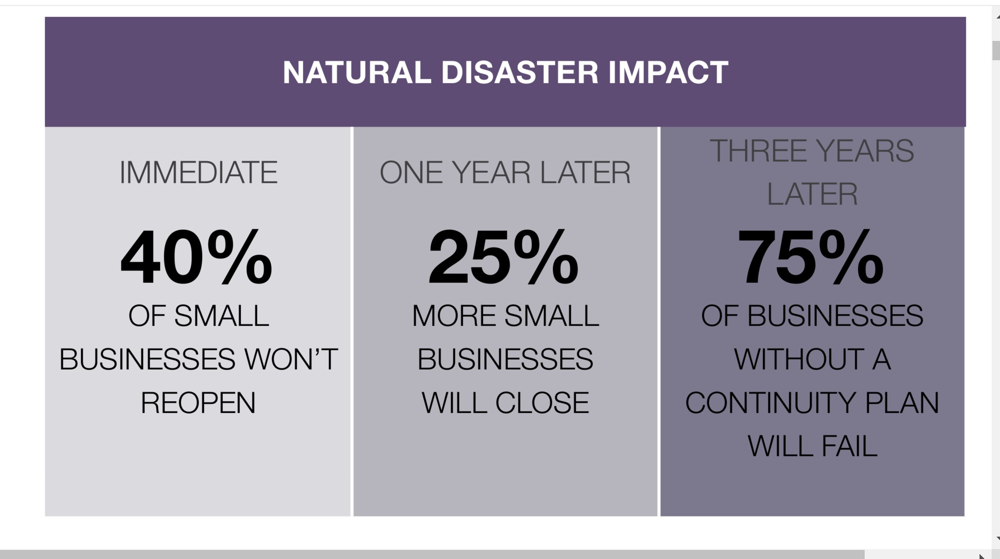 NATURAL DISASTER IMPACT
IMMEDIATE
40%
OF SMALL
BUSINESSES WON’T
REOPEN
ONE YEAR LATER
25%
MORE SMALL
BUSINESSES
WILL CLOSE
THREE YEARS
LATER
75%
OF BUSINESSES
WITHOUT A
CONTINUITY PLAN
WILL FAIL